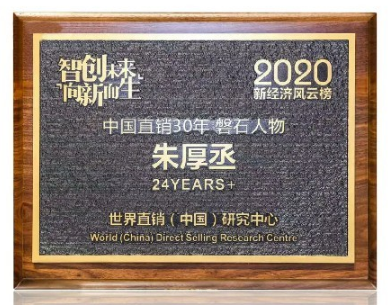 智创未来
向新而生
2020
新经济风云榜
中国直销30年 磐石人物
朱厚丞
24YEARS+
世界直销（中国）研究中心
World (China) Direct Selling Research Centre